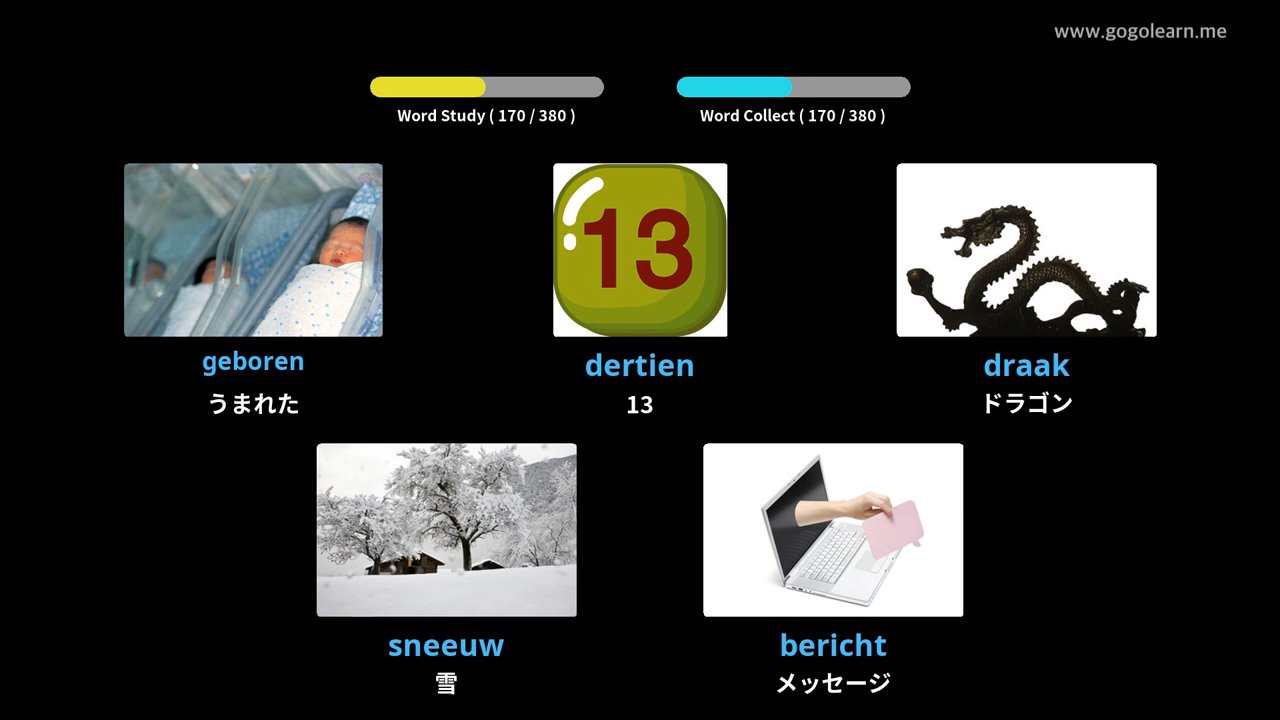 www.gogolearn.me
Word Study ( 170 / 380 )
Word Collect ( 170 / 380 )
13
geboren
dertien
draak
うまれた
13
ドラゴン
sneeuw
bericht
雪
メッセージ